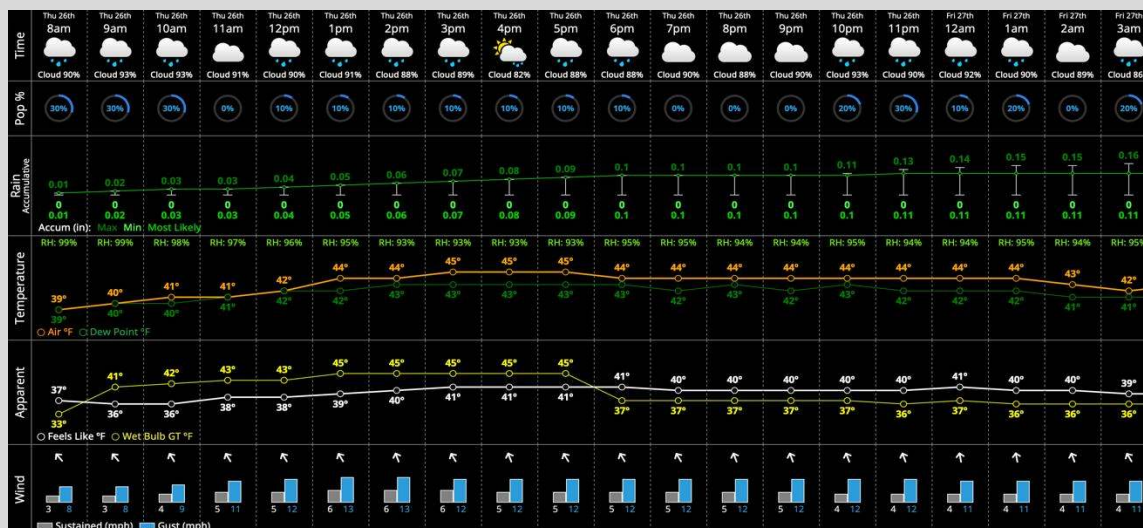 Time
Thu 26th Thu 26th Thu 26th Thu 26th Thu 26th Thu 26th Thu 26th Thu 26th Thu 26th Thu 26th Thu 26th Thu 26th Thu 26th Thu 26th Thu 26th Thu 26th Fri 27th Fri 27th Fri 27th Fri 27th
8am 9am 10am 11am 12pm 1pm 2pm 3pm 4pm 5pm 6pm 7pm 8pm 9pm 10pm 11pm 12am 1am 2am 3am
Cloud 90% Cloud 93% Cloud 93% Cloud 91% Cloud 90% Cloud 91% Cloud 88% Cloud 89% Cloud 82% Cloud 88% Cloud 88% Cloud 90% Cloud 88% Cloud 90% Cloud 93% Cloud 90% Cloud 92% Cloud 90% Cloud 89% Cloud 86
Pop %
30% 30% 30% 0% 10% 10% 10% 10% 10% 10% 10% 0% 0% 0% 20% 30% 10% 20% 0% 20%
Rain
Accumulative
0.01 0.02 0.03 0.03 0.04 0.05 0.06 0.07 0.08 0.09 0.1 0.1 0.1 0.1 0.11 0.13 0.14 0.15 0.15 0.16
0 0 0 0 0 0 0 0 0 0 0 0 0 0 0 0 0 0 0 0
0.01 0.02 0.03 0.03 0.04 0.05 0.06 0.07 0.08 0.09 0.1 0.1 0.1 0.1 0.1 0.11 0.11 0.11 0.11 0.11
Accum (in): Max Min Most Likely
Temperature
RH: 99% RH: 99% RH: 98% RH: 97% RH: 96% RH: 95% RH: 93% RH: 93% RH: 93% RH: 93% RH: 95% RH: 95% RH: 94% RH: 94% RH: 95% RH: 94% RH: 94% RH: 95% RH: 94% RH: 95%
39° 40° 41° 41° 42° 44° 44° 45° 45° 45° 44° 44° 44° 44° 44° 44° 44° 44° 43° 42°
39° 40° 40° 41° 42° 42° 43° 43° 43° 43° 43° 42° 43° 42° 43° 42° 42° 42° 41° 41°
Air °F Dew Point °F
Apparent
37° 41° 42° 43° 43° 45° 45° 45° 45° 45° 41° 40° 40° 40° 40° 40° 41° 40° 40° 39°
33° 36° 36° 38° 38° 39° 40° 41° 41° 41° 37° 37° 37° 37° 37° 36° 37° 36° 36° 36°
Feels Like °F Wet Bulb GT °F
Wind
3 8 3 8 4 9 5 11 5 12 6 13 6 13 6 12 5 12 5 12 5 12 5 12 5 12 5 12 4 12 4 12 4 11 4 11 4 11 4 11
Sustained (mph) Gust (mph)